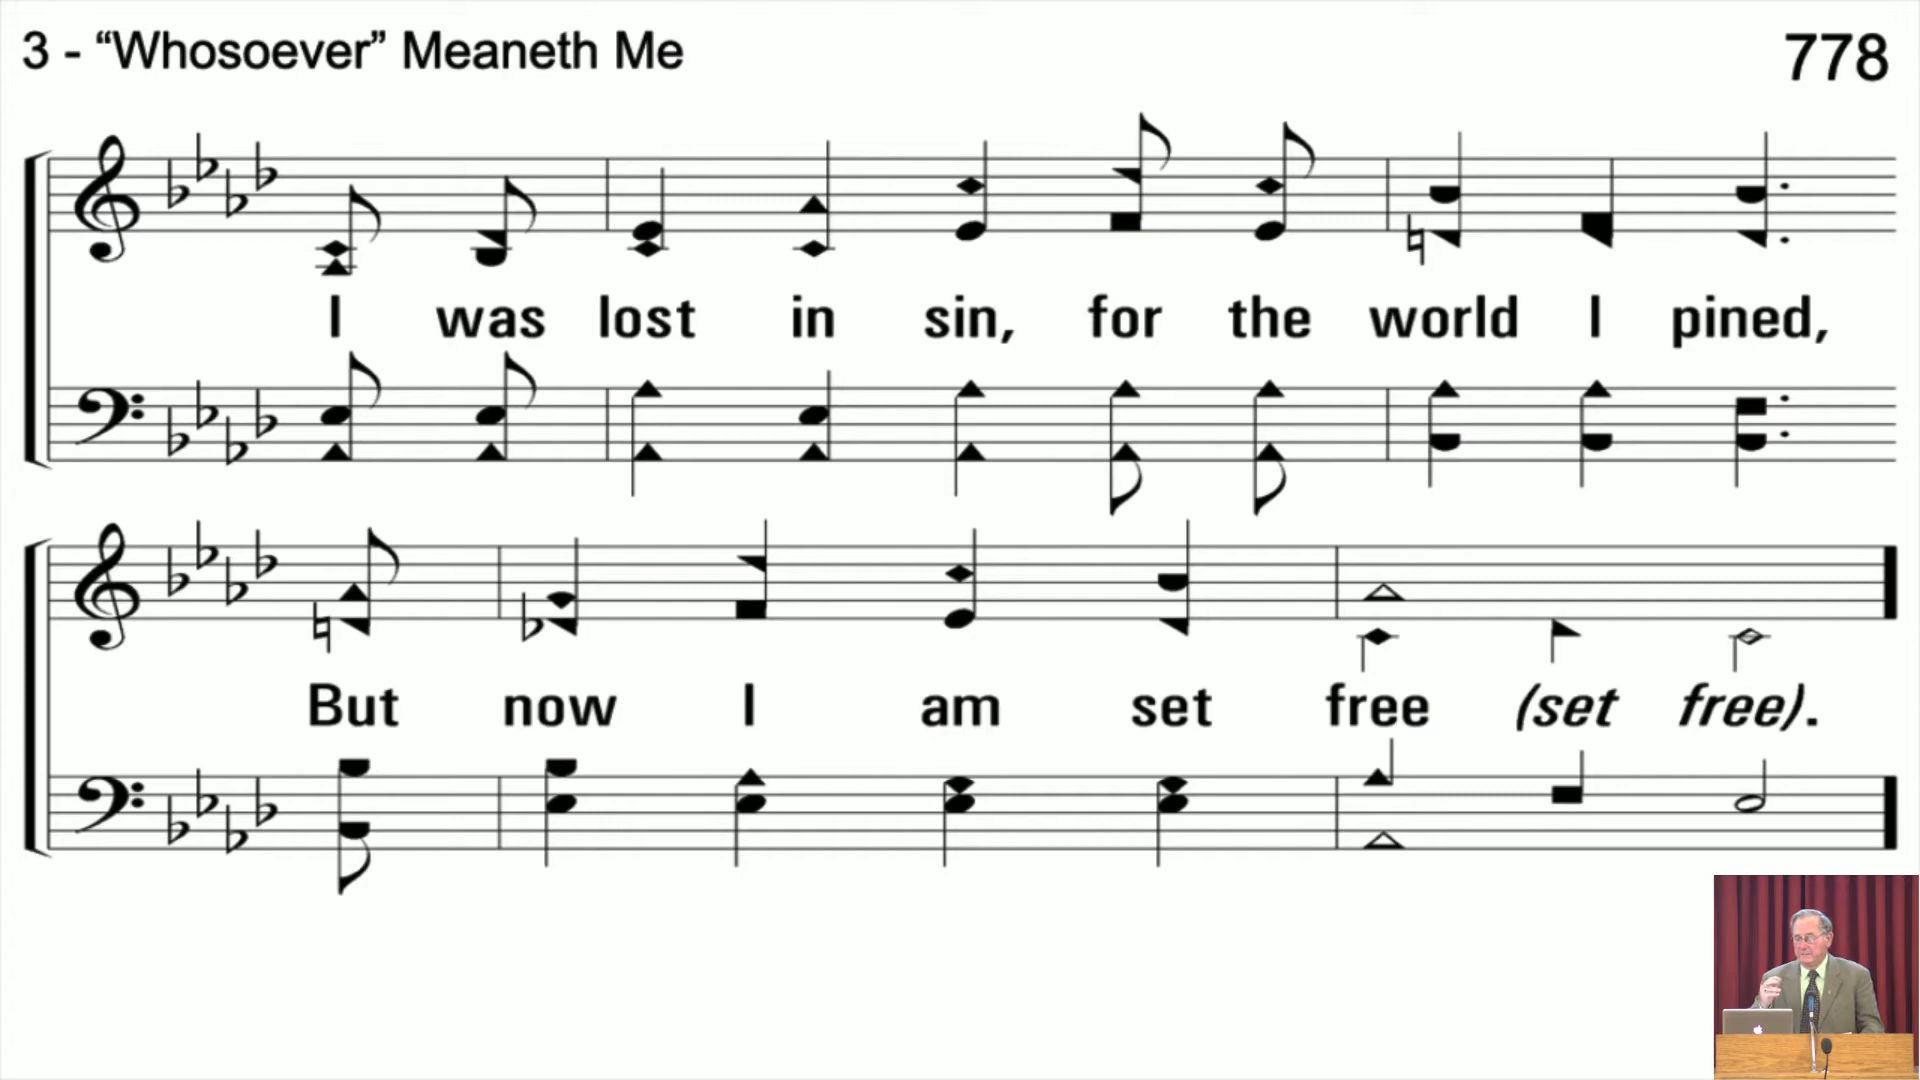 3 - “Whosoever” Meaneth Me
778
I was lost in sin, for the world I pined,
But now I am set free (set free).